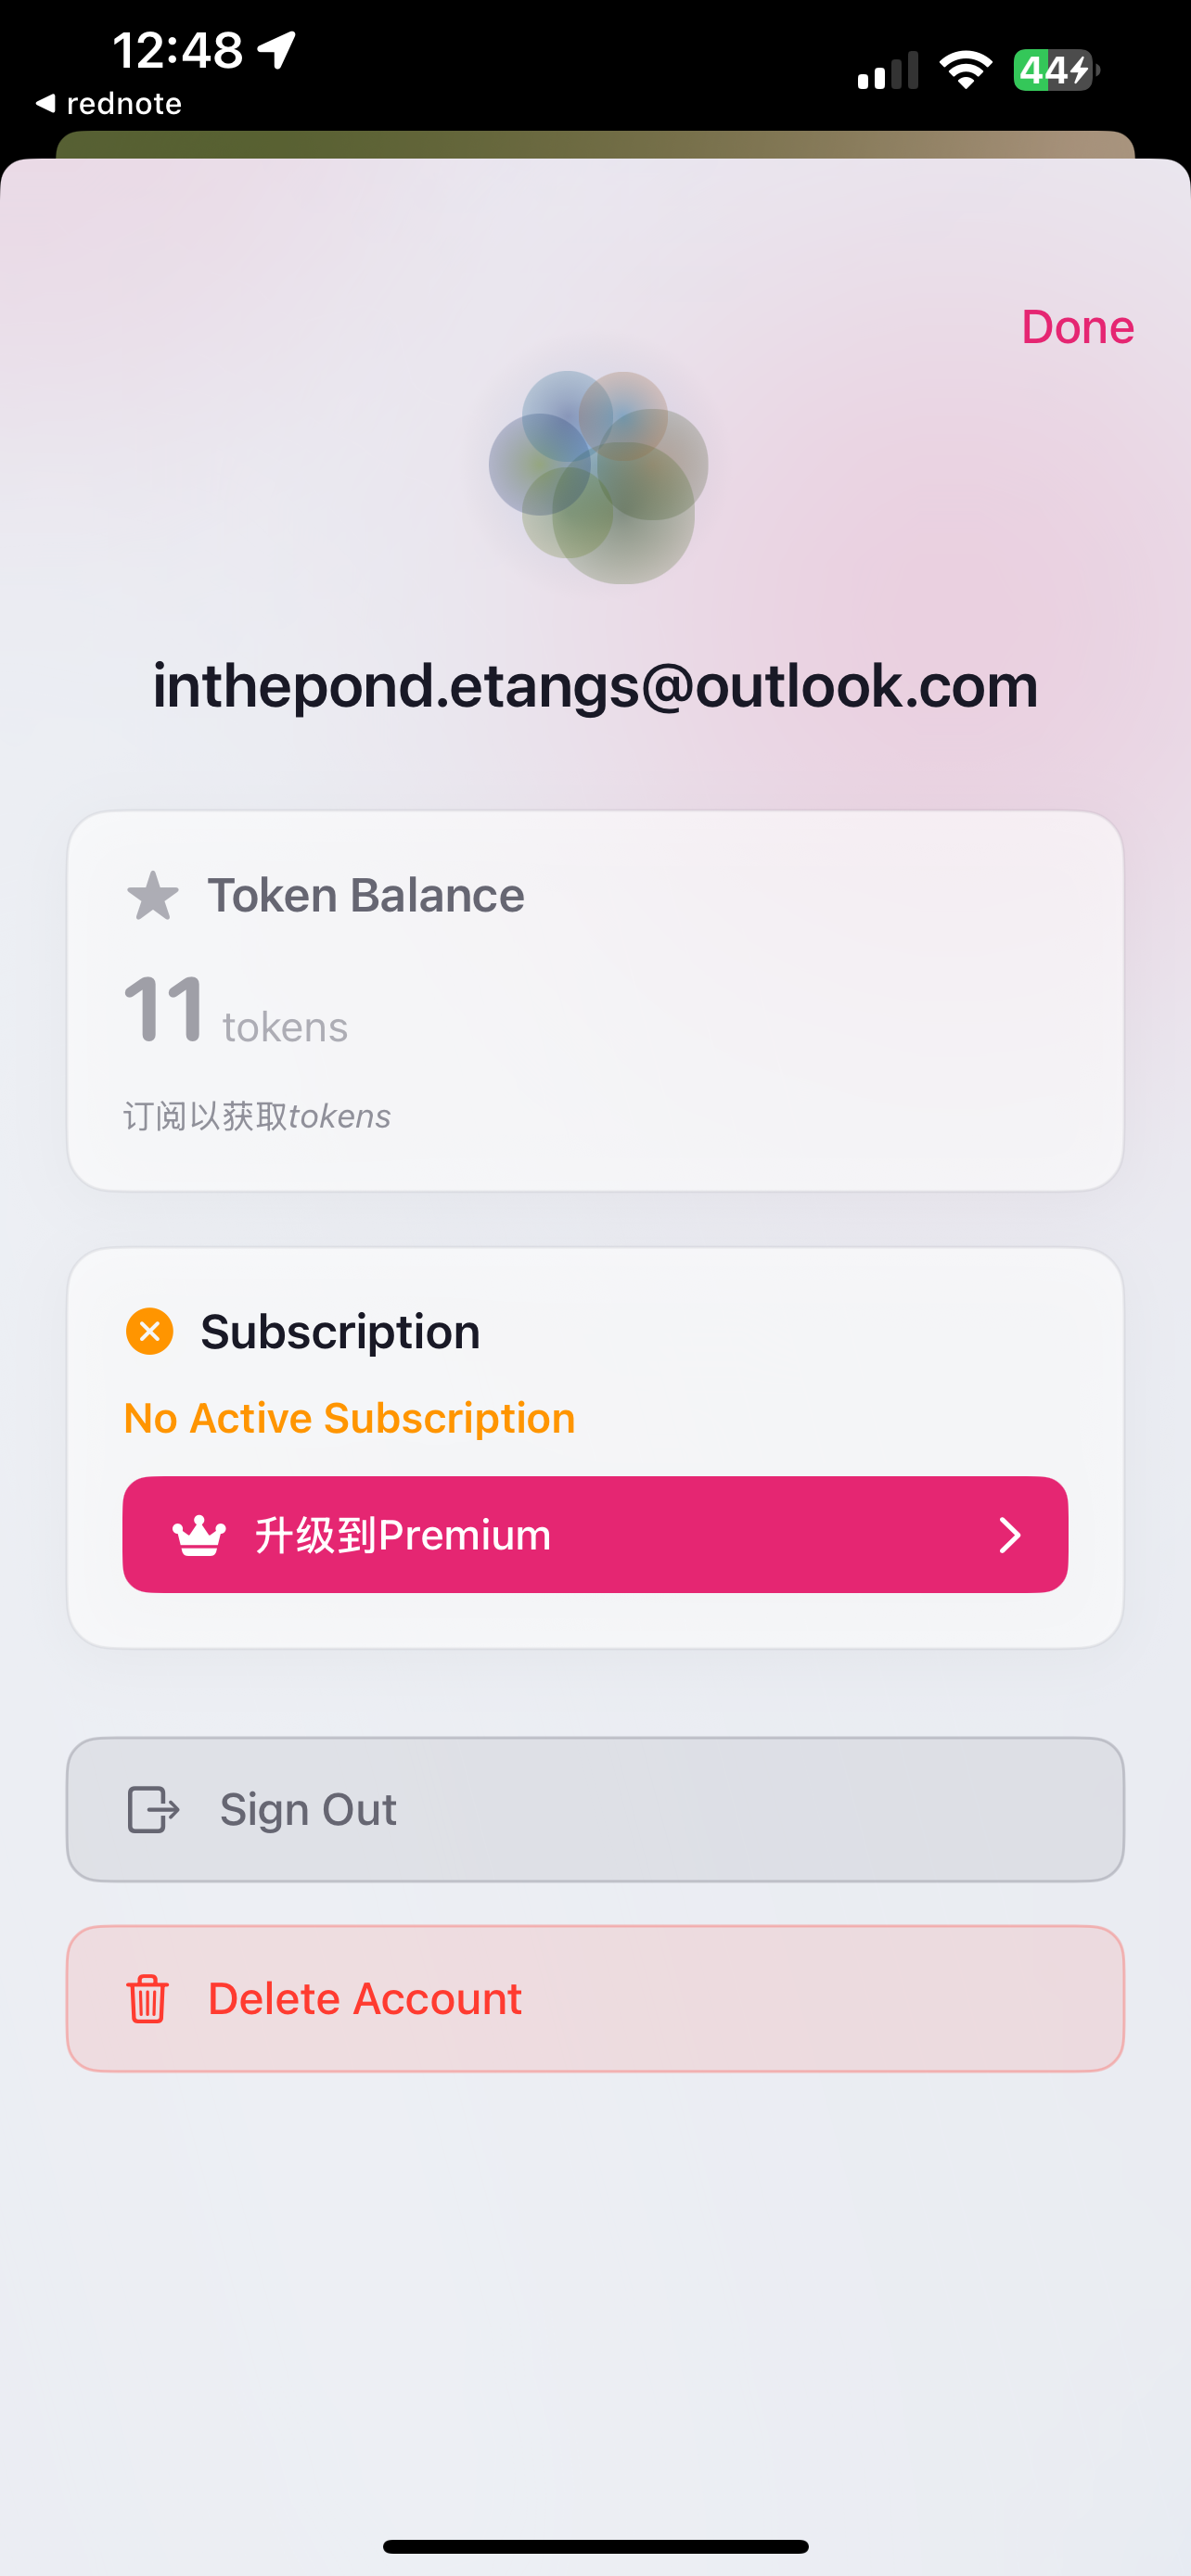 12:48
rednote
44
Done
inthepond.etangs@outlook.com
Token Balance
11 tokens
订阅以获取tokens
Subscription
No Active Subscription
升级到Premium
Sign Out
Delete Account